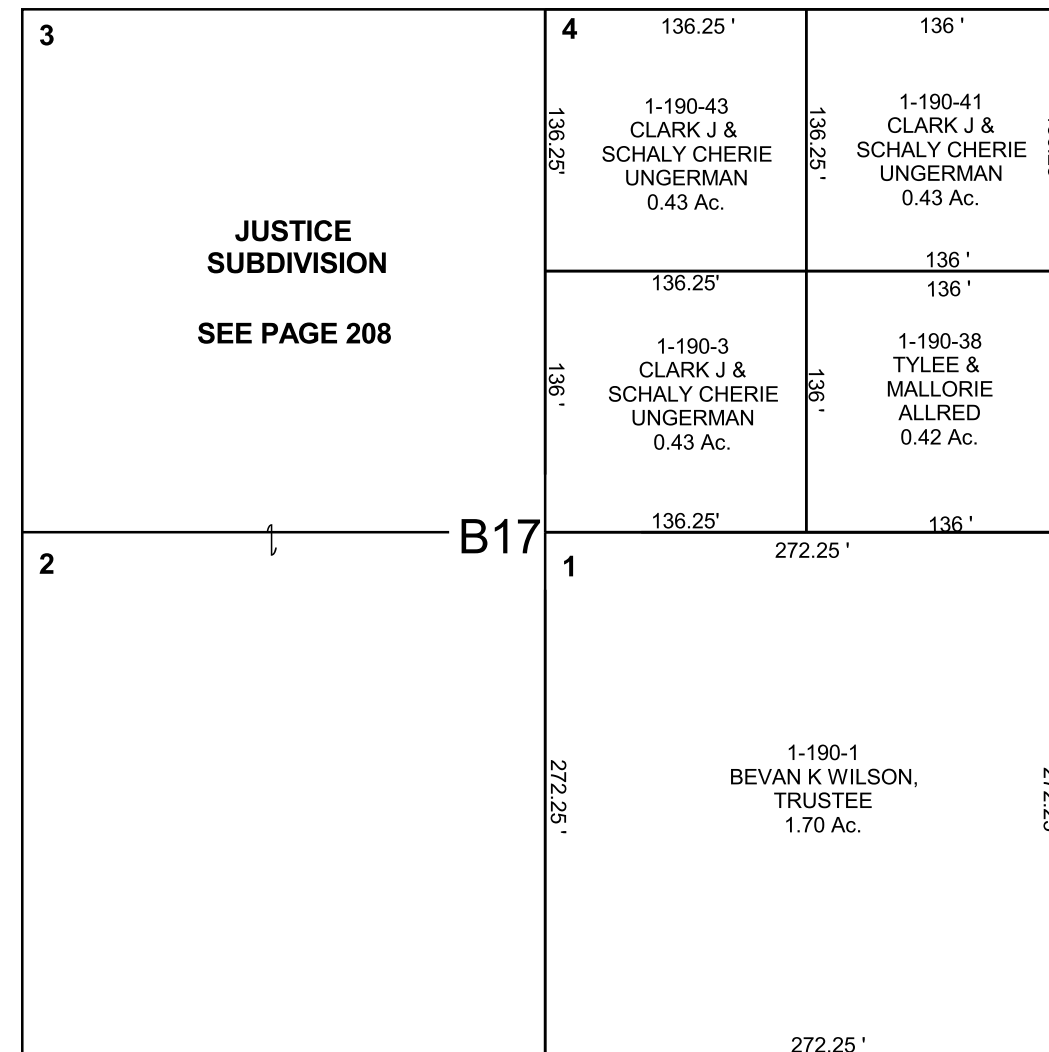 3
JUSTICE
SUBDIVISION
SEE PAGE 208
4
136.25 '
136.25'
1-190-43
CLARK J &
SCHALY CHERIE
UNGERMAN
0.43 Ac.
136.25 '
136 '
1-190-41
CLARK J &
SCHALY CHERIE
UNGERMAN
0.43 Ac.
136 '
136.25'
136 '
1-190-3
CLARK J &
SCHALY CHERIE
UNGERMAN
0.43 Ac.
136.25'
136 '
136 '
1-190-38
TYLEE &
MALLORIE
ALLRED
0.42 Ac.
136 '
B17
2
1
272.25 '
272.25 '
1-190-1
BEVAN K WILSON,
TRUSTEE
1.70 Ac.
272.25 '